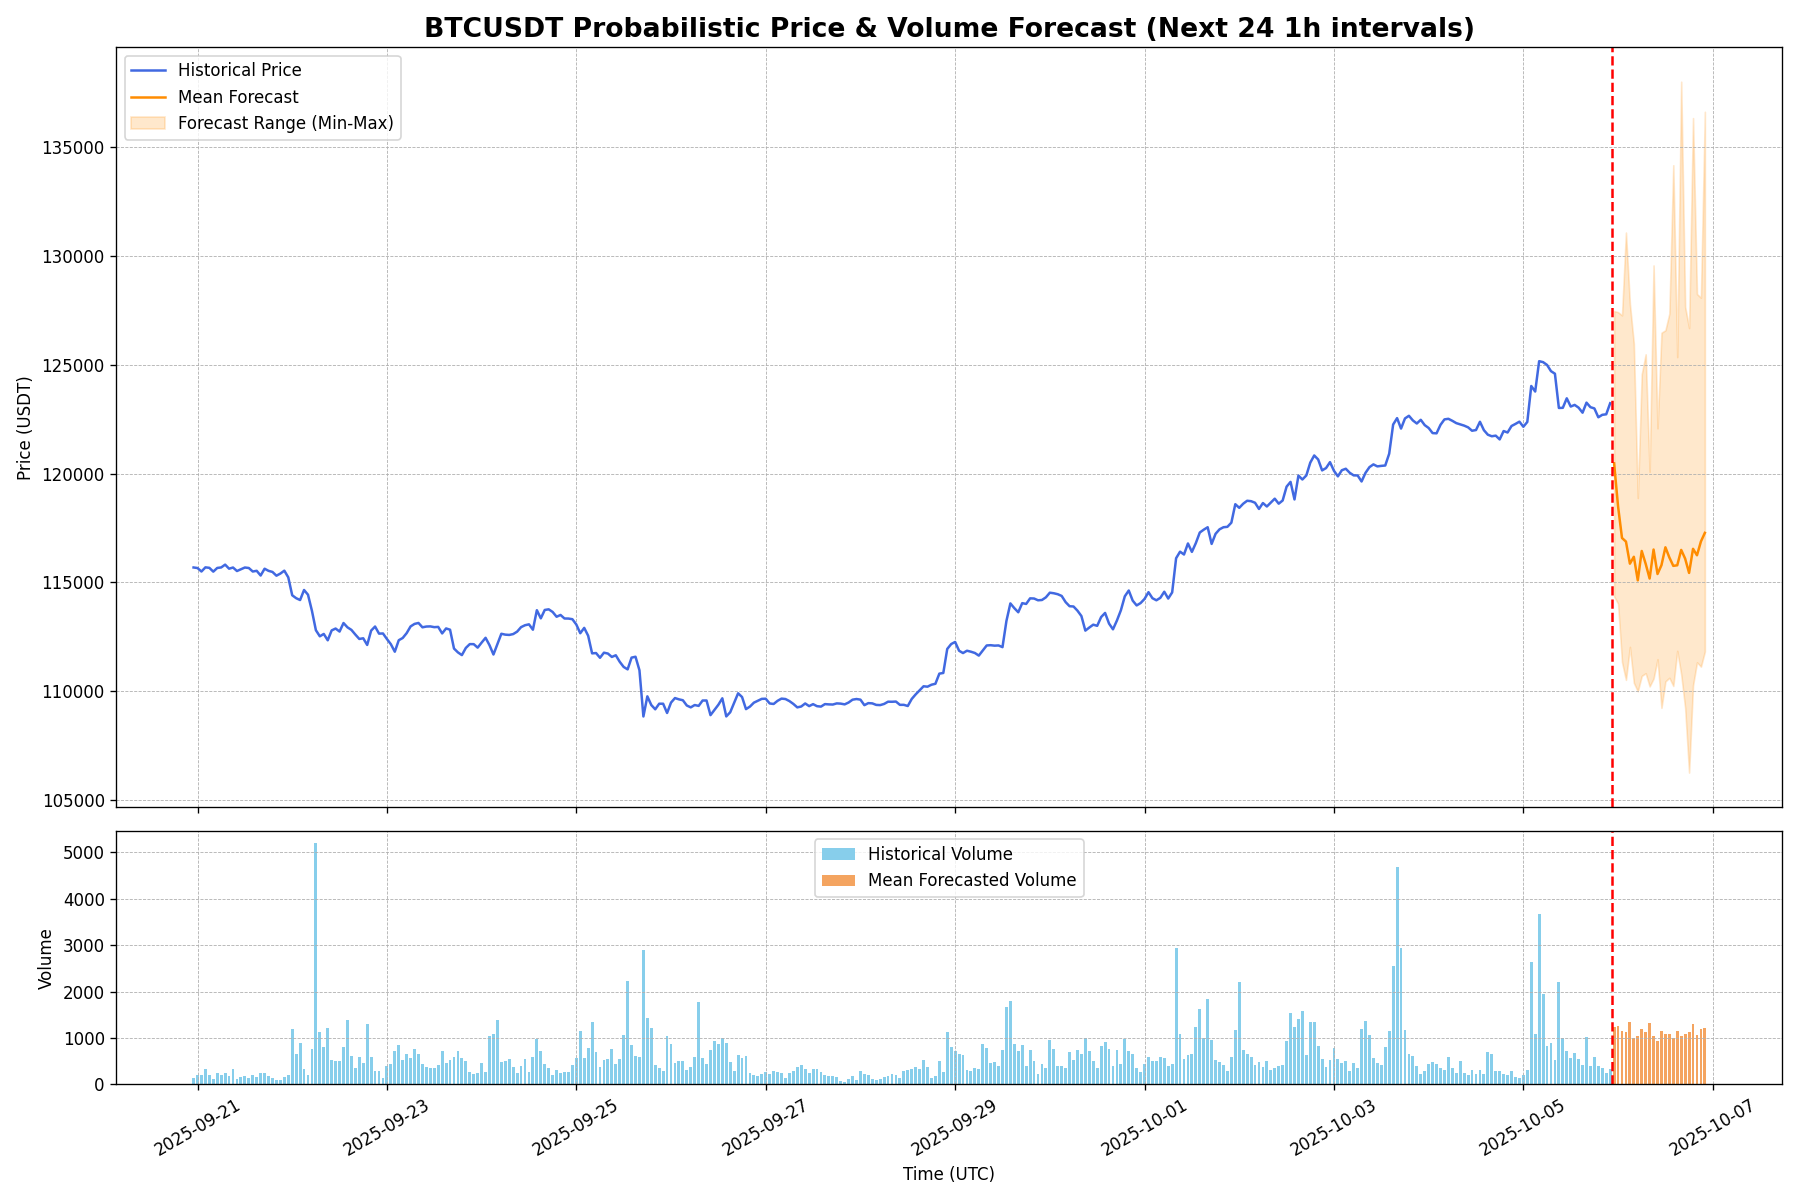 BTCUSDT Probabilistic Price & Volume Forecast (Next 24 1h intervals)
Historical Price
Mean Forecast
Forecast Range (Min-Max)
135000
130000
125000
120000
115000
110000
105000
Price (USDT)
Historical Volume
Mean Forecasted Volume
5000
4000
3000
2000
1000
0
Volume
2025-09-21
2025-09-23
2025-09-25
2025-09-27
2025-09-29
2025-10-01
2025-10-03
2025-10-05
2025-10-07
Time (UTC)